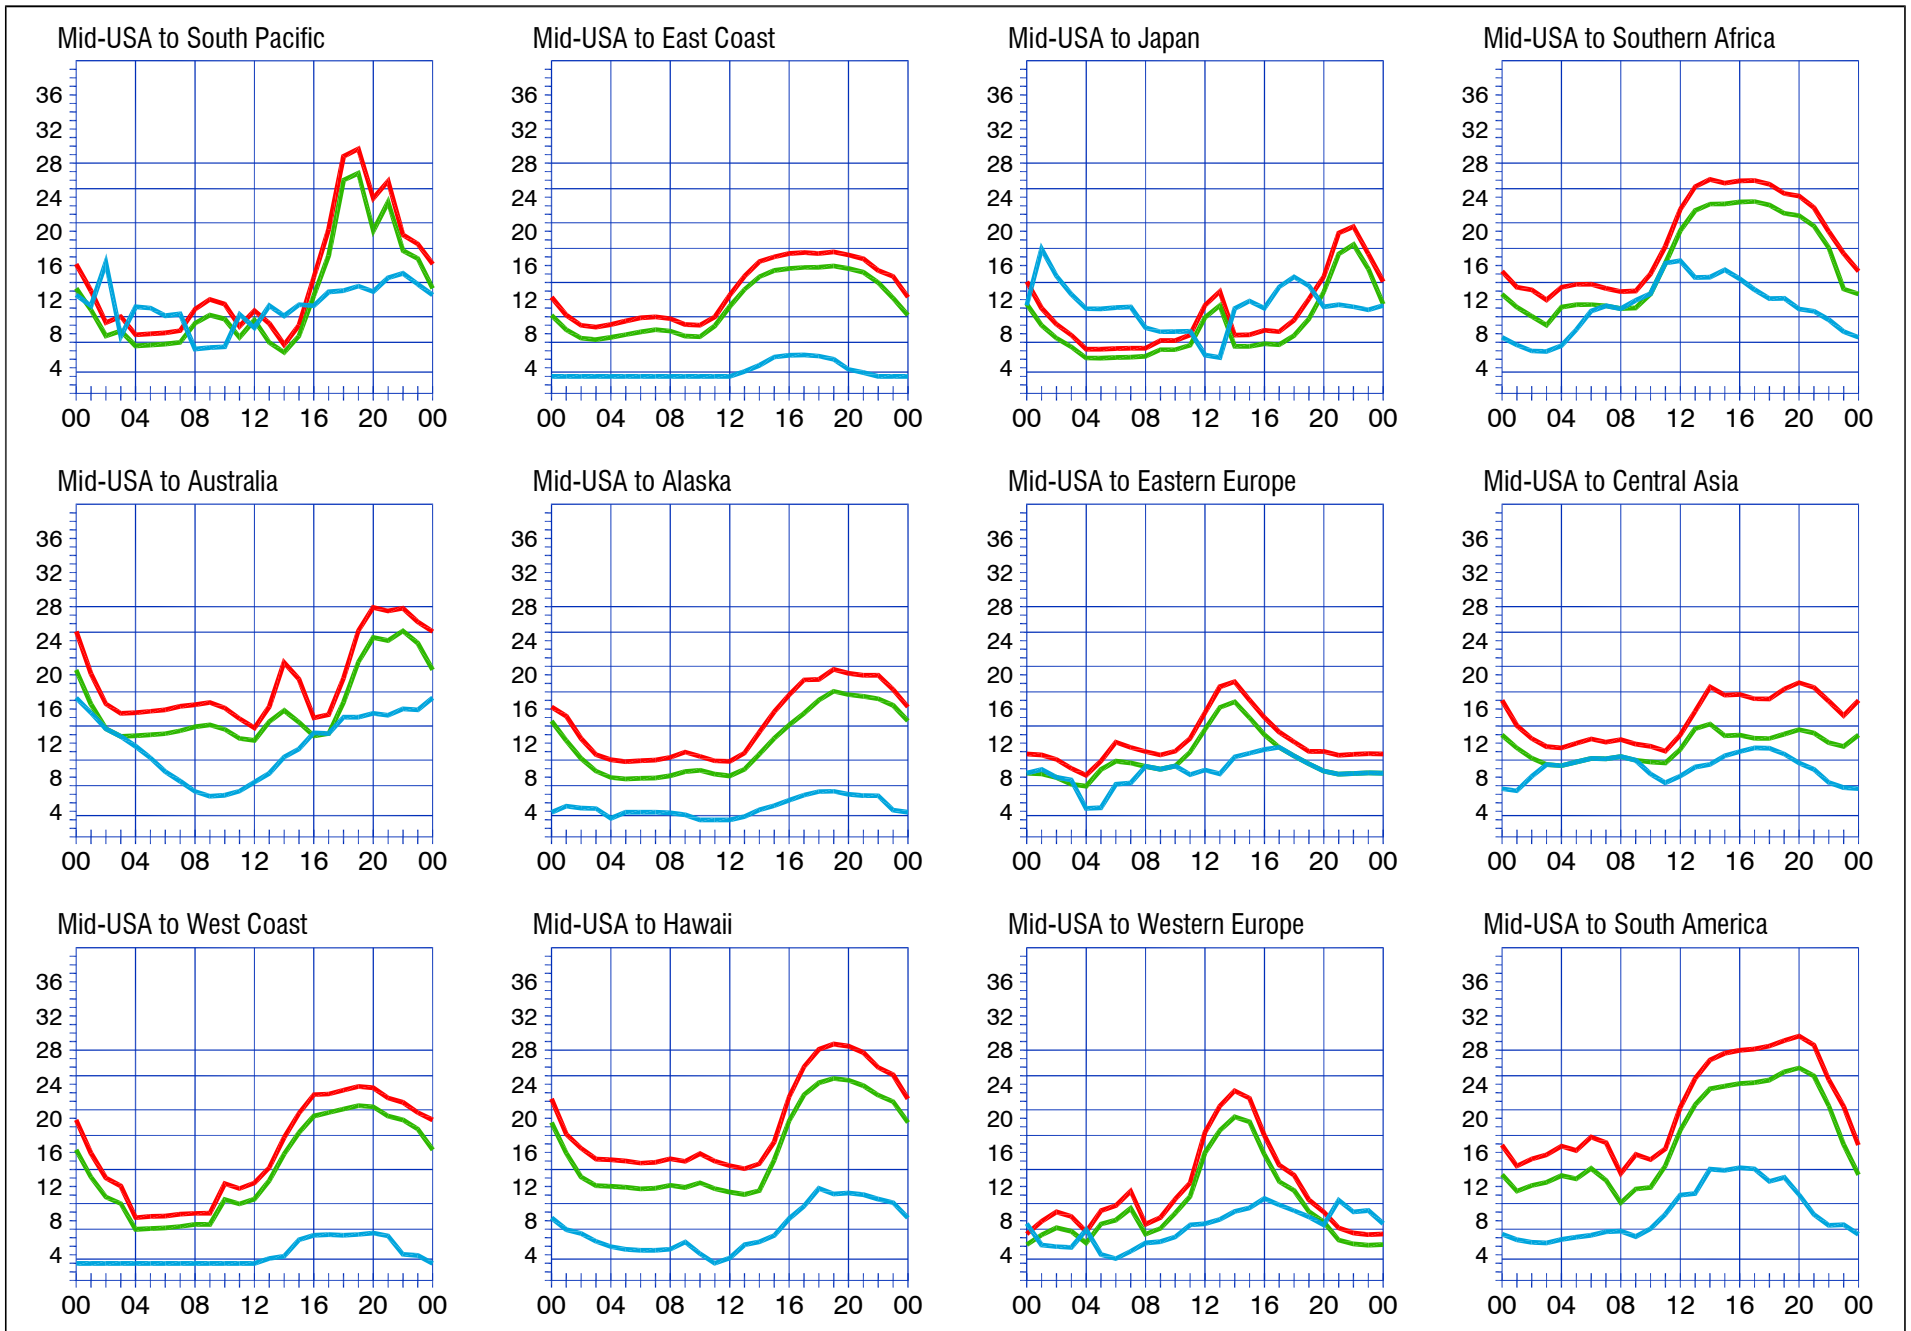 Mid-USA to South Pacific
Mid-USA to East Coast
Mid-USA to Japan
Mid-USA to Southern Africa
36 36 36 36
32 32 32 32
28 28 28 28
24 24 24 24
20 20 20 20
16 16 16 16
12 12 12 12
8 8 8 8
4 4 4 4
00 04 08 12 16 20 00 00 04 08 12 16 20 00 00 04 08 12 16 20 00 00 04 08 12 16 20 00
Mid-USA to Australia
Mid-USA to Alaska
Mid-USA to Eastern Europe
Mid-USA to Central Asia
36 36 36 36
32 32 32 32
28 28 28 28
24 24 24 24
20 20 20 20
16 16 16 16
12 12 12 12
8 8 8 8
4 4 4 4
00 04 08 12 16 20 00 00 04 08 12 16 20 00 00 04 08 12 16 20 00 00 04 08 12 16 20 00
Mid-USA to West Coast
Mid-USA to Hawaii
Mid-USA to Western Europe
Mid-USA to South America
36 36 36 36
32 32 32 32
28 28 28 28
24 24 24 24
20 20 20 20
16 16 16 16
12 12 12 12
8 8 8 8
4 4 4 4
00 04 08 12 16 20 00 00 04 08 12 16 20 00 00 04 08 12 16 20 00 00 04 08 12 16 20 00